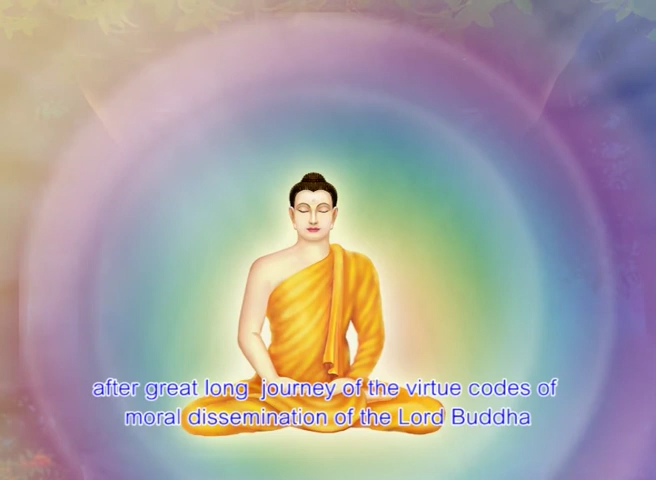 after great long  journey of the virtue codes of
moral dissemination of the Lord Buddha